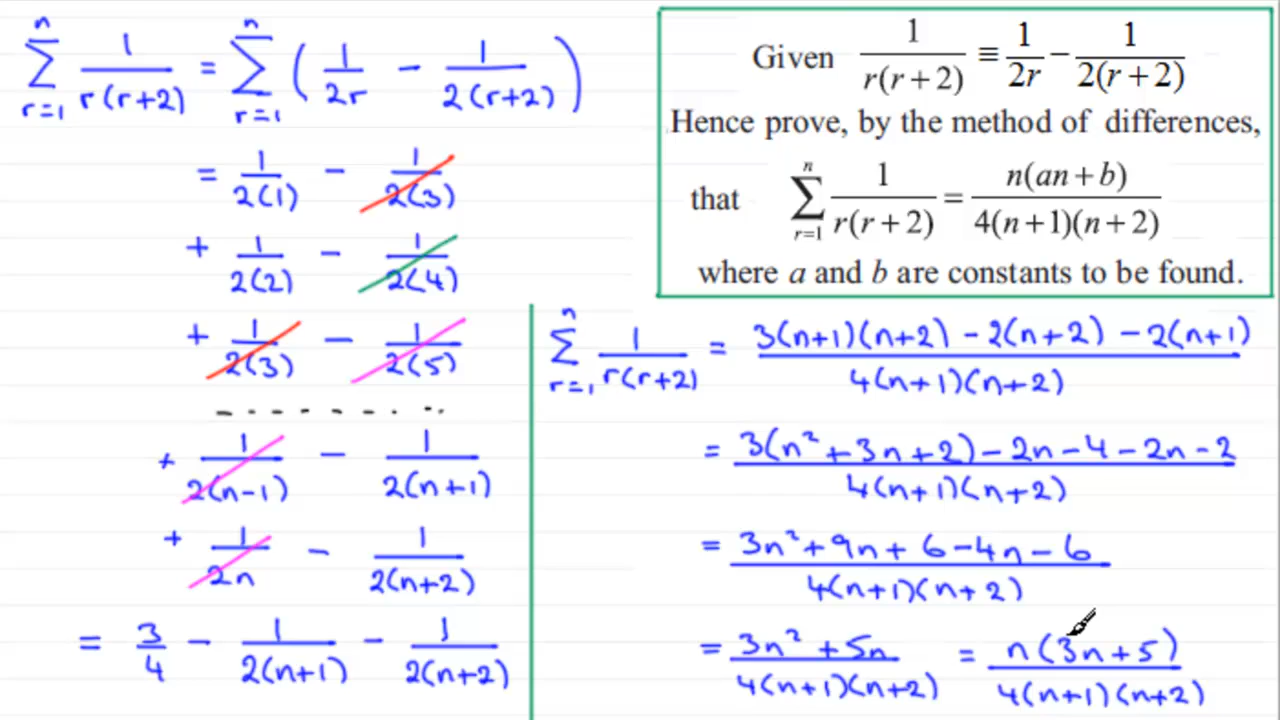 ∑_{r=1}^{n} 1/(r(r+2)) = ∑_{r=1}^{n} (1/(2r) − 1/(2(r+2)))
= 1/(2(1)) − 1/(2(3))
+ 1/(2(2)) − 1/(2(4))
+ 1/(2(3)) − 1/(2(5))
- - - - - - - -
+ 1/(2(n−1)) − 1/(2(n+1))
+ 1/(2n) − 1/(2(n+2))
= 3/4 − 1/(2(n+1)) − 1/(2(n+2))
Given 1/(r(r+2)) ≡ 1/(2r) − 1/(2(r+2))
Hence prove, by the method of differences,
that ∑_{r=1}^{n} 1/(r(r+2)) = n(an+b)/(4(n+1)(n+2))
where a and b are constants to be found.
∑_{r=1}^{n} 1/(r(r+2)) = (3(n+1)(n+2) − 2(n+2) − 2(n+1))/(4(n+1)(n+2))
= (3(n²+3n+2) − 2n − 4 − 2n − 2)/(4(n+1)(n+2))
= (3n² + 9n + 6 − 4n − 6)/(4(n+1)(n+2))
= (3n² + 5n)/(4(n+1)(n+2)) = n(3n+5)/(4(n+1)(n+2))